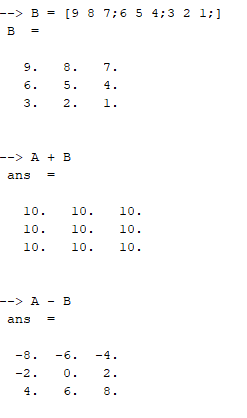 --> B = [9 8 7;6 5 4;3 2 1;]
B  =
9.   8.   7.
6.   5.   4.
3.   2.   1.
--> A + B
ans  =
10.   10.   10.
10.   10.   10.
10.   10.   10.
--> A - B
ans  =
-8.  -6.  -4.
-2.   0.   2.
4.   6.   8.